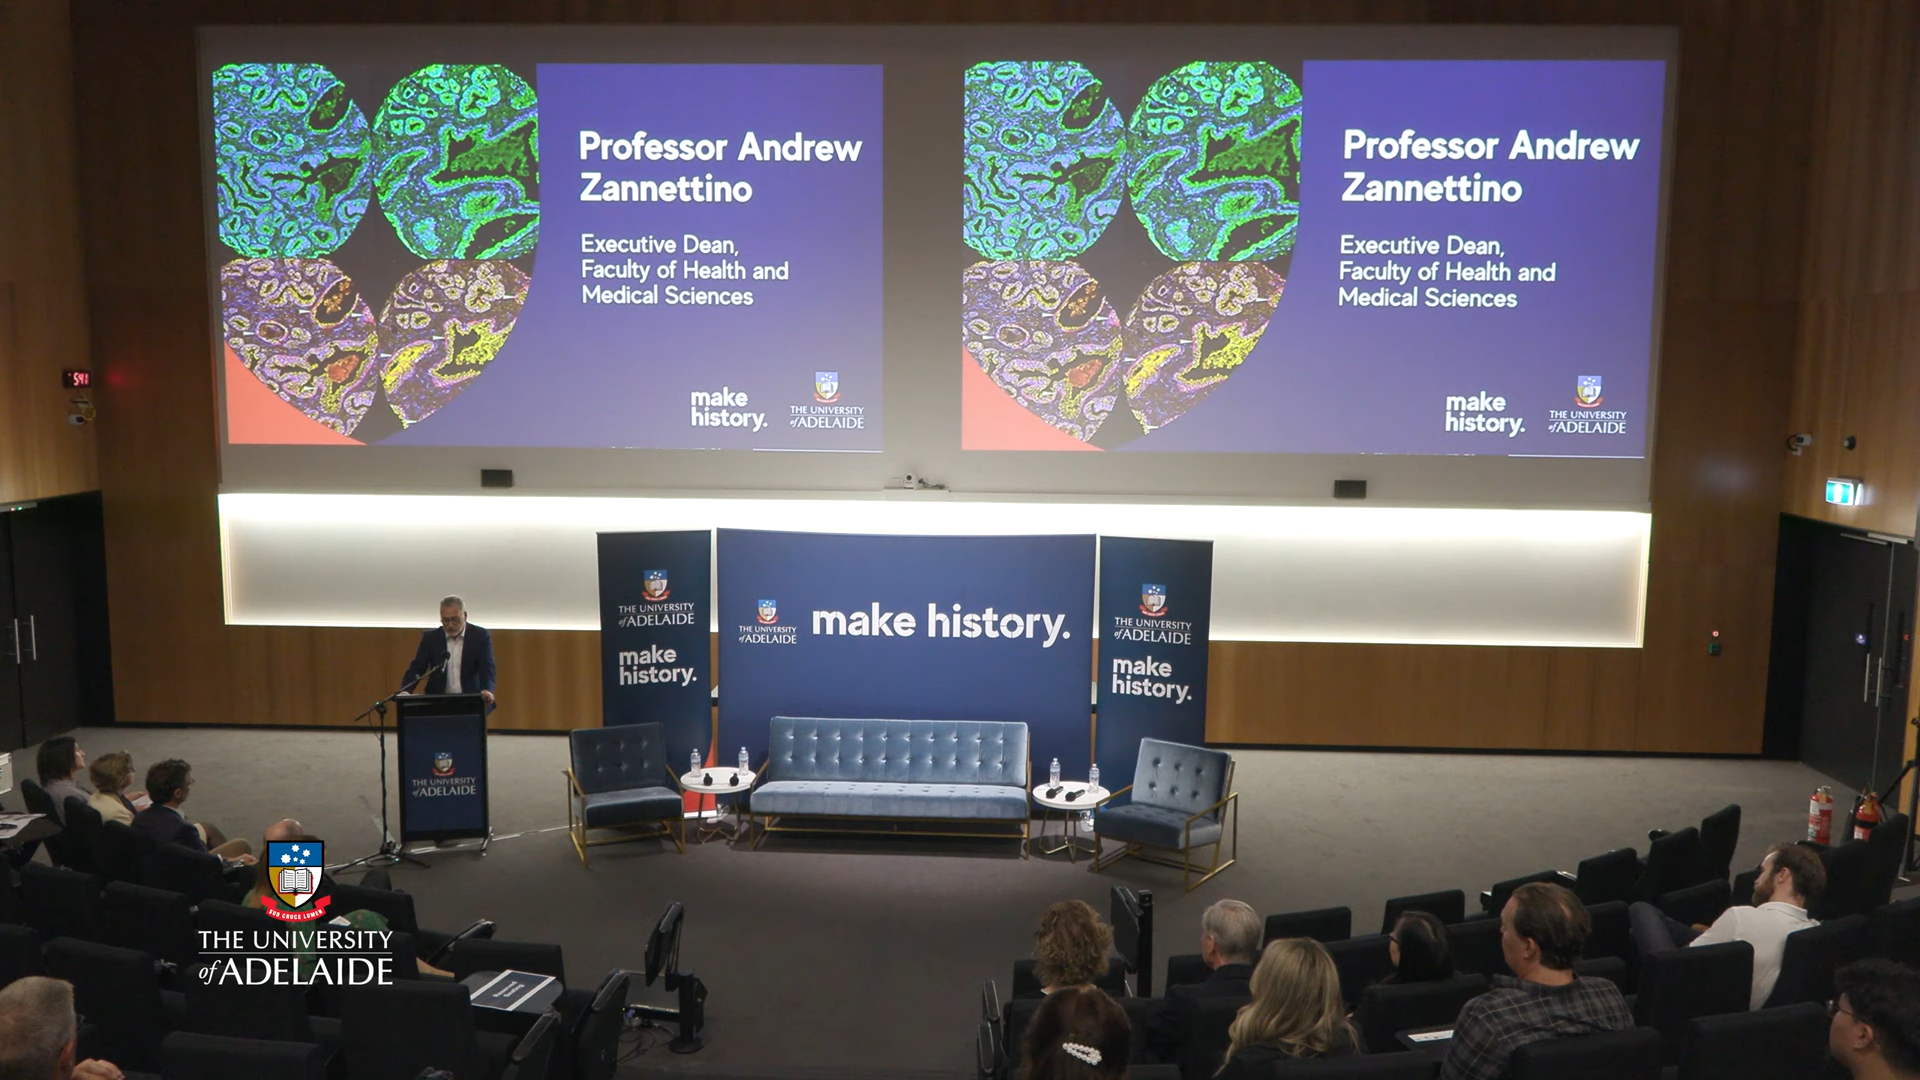 Professor Andrew
Zannettino
Executive Dean,
Faculty of Health and
Medical Sciences
make
history.
THE UNIVERSITY
of ADELAIDE
Professor Andrew
Zannettino
Executive Dean,
Faculty of Health and
Medical Sciences
make
history.
THE UNIVERSITY
of ADELAIDE
541
THE UNIVERSITY
of ADELAIDE
make
history.
THE UNIVERSITY
of ADELAIDE
make history.
THE UNIVERSITY
of ADELAIDE
make
history.
THE UNIVERSITY
of ADELAIDE
SUB CRUCE LUMEN
THE UNIVERSITY
of ADELAIDE
Reserved
Seating